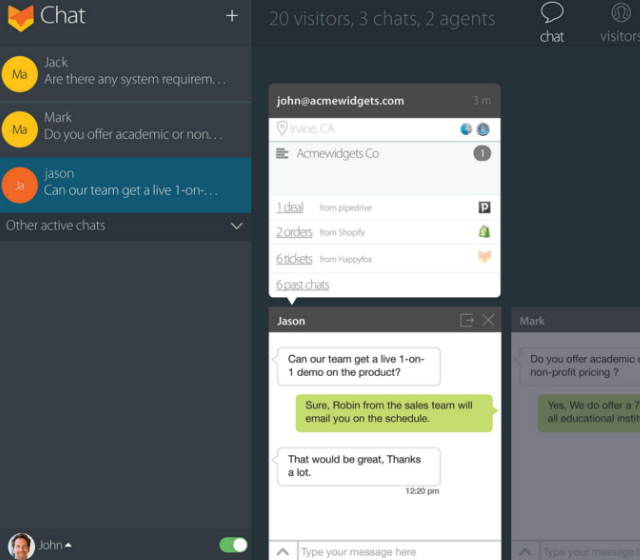 Chat
+
20 visitors, 3 chats, 2 agents
chat
visitors
Ma
Jack
Are there any system requirem...
Ma
Mark
Do you offer academic or non...
Ja
jason
Can our team get a live 1-on-...
Other active chats
john@acmewidgets.com
3 m
Irvine, CA
Acmewidgets Co
1
1 deal from pipedrive
2 orders from Shopify
6 tickets from Happyfox
6 past chats
Jason
Can our team get a live 1-on-
1 demo on the product?
Sure, Robin from the sales team will
email you on the schedule.
That would be great, Thanks
a lot.
12:20 pm
Type your message here
Mark
Do you offer academic
non-profit pricing ?
Yes, We do offer a 7
all educational instit
Type your message
John